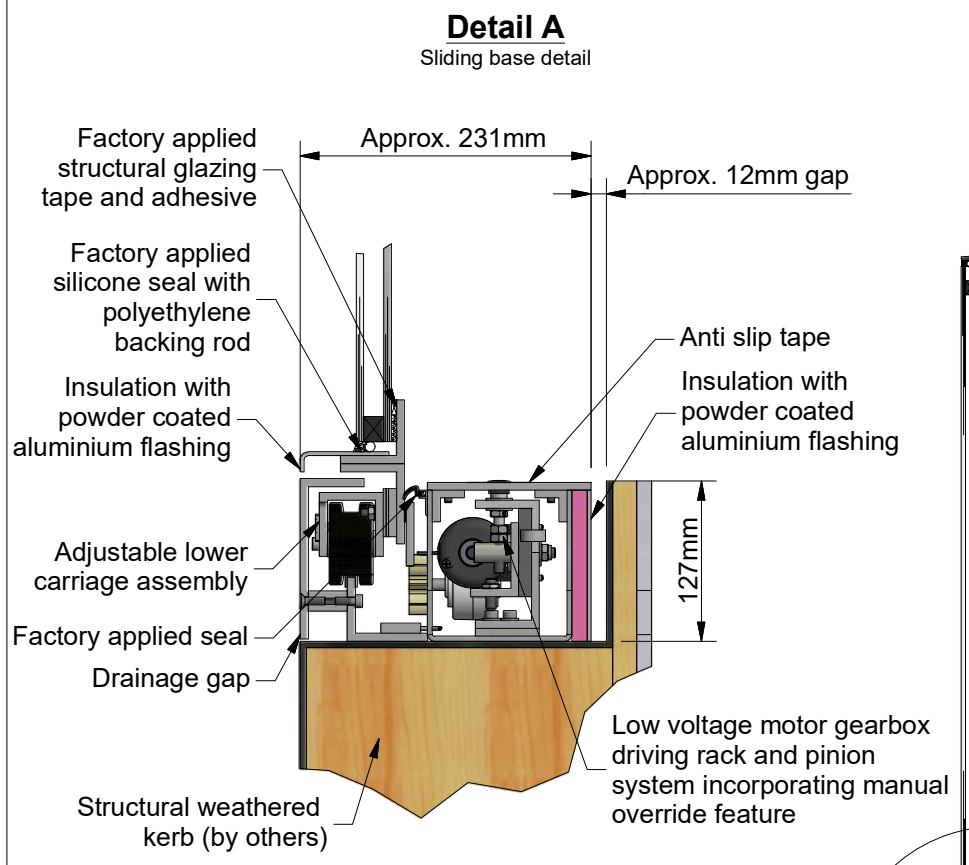 Detail A
Sliding base detail
Factory applied
structural glazing
tape and adhesive
Approx. 231mm
Approx. 12mm gap
Factory applied
silicone seal with
polyethylene
backing rod
Anti slip tape
Insulation with
powder coated
aluminium flashing
Insulation with
powder coated
aluminium flashing
127mm
Adjustable lower
carriage assembly
Factory applied seal
Drainage gap
Low voltage motor gearbox
driving rack and pinion
system incorporating manual
override feature
Structural weathered
kerb (by others)